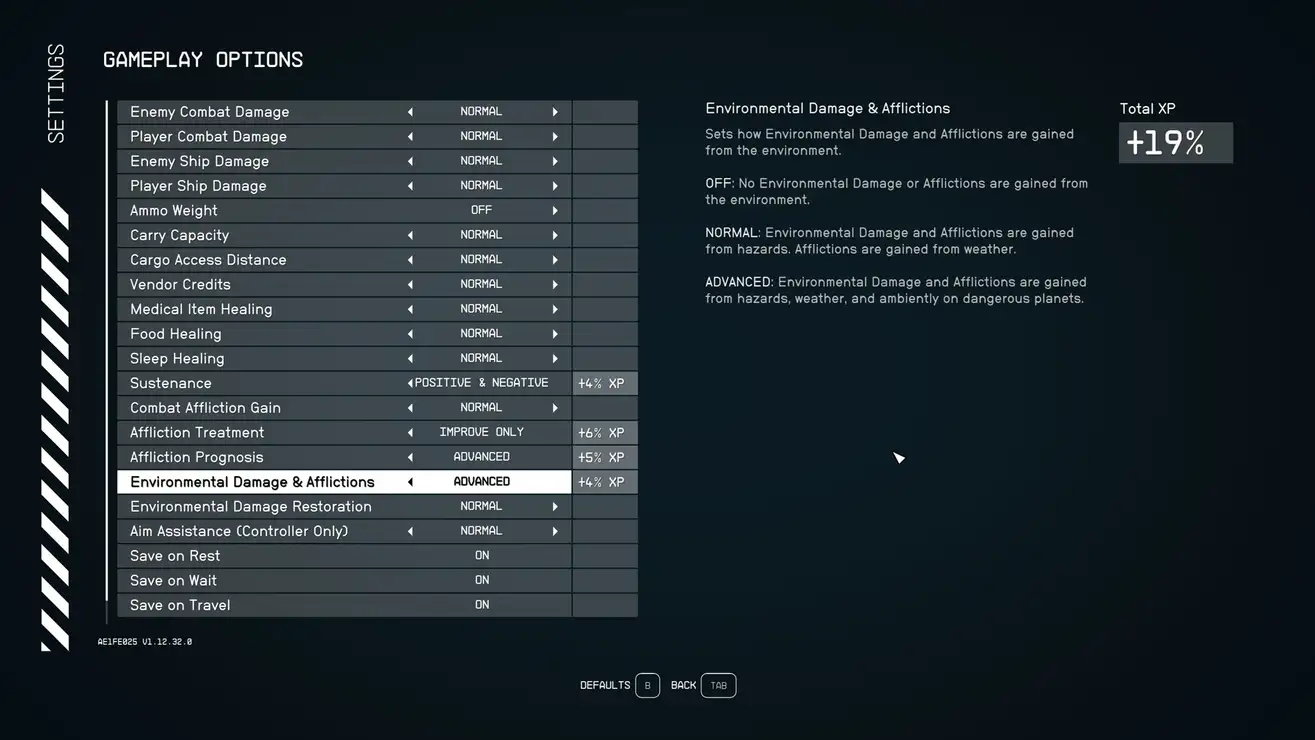 SETTINGS
GAMEPLAY OPTIONS
Enemy Combat Damage NORMAL
Player Combat Damage NORMAL
Enemy Ship Damage NORMAL
Player Ship Damage NORMAL
Ammo Weight OFF
Carry Capacity NORMAL
Cargo Access Distance NORMAL
Vendor Credits NORMAL
Medical Item Healing NORMAL
Food Healing NORMAL
Sleep Healing NORMAL
Sustenance POSITIVE & NEGATIVE +4% XP
Combat Affliction Gain NORMAL
Affliction Treatment IMPROVE ONLY +6% XP
Affliction Prognosis ADVANCED +5% XP
Environmental Damage & Afflictions ADVANCED +4% XP
Environmental Damage Restoration NORMAL
Aim Assistance (Controller Only) NORMAL
Save on Rest ON
Save on Wait ON
Save on Travel ON
Environmental Damage & Afflictions
Sets how Environmental Damage and Afflictions are gained
from the environment.
OFF: No Environmental Damage or Afflictions are gained from
the environment.
NORMAL: Environmental Damage and Afflictions are gained
from hazards. Afflictions are gained from weather.
ADVANCED: Environmental Damage and Afflictions are gained
from hazards, weather, and ambiently on dangerous planets.
Total XP
+19%
AE1FE025 V1.12.32.0
DEFAULTS B BACK TAB